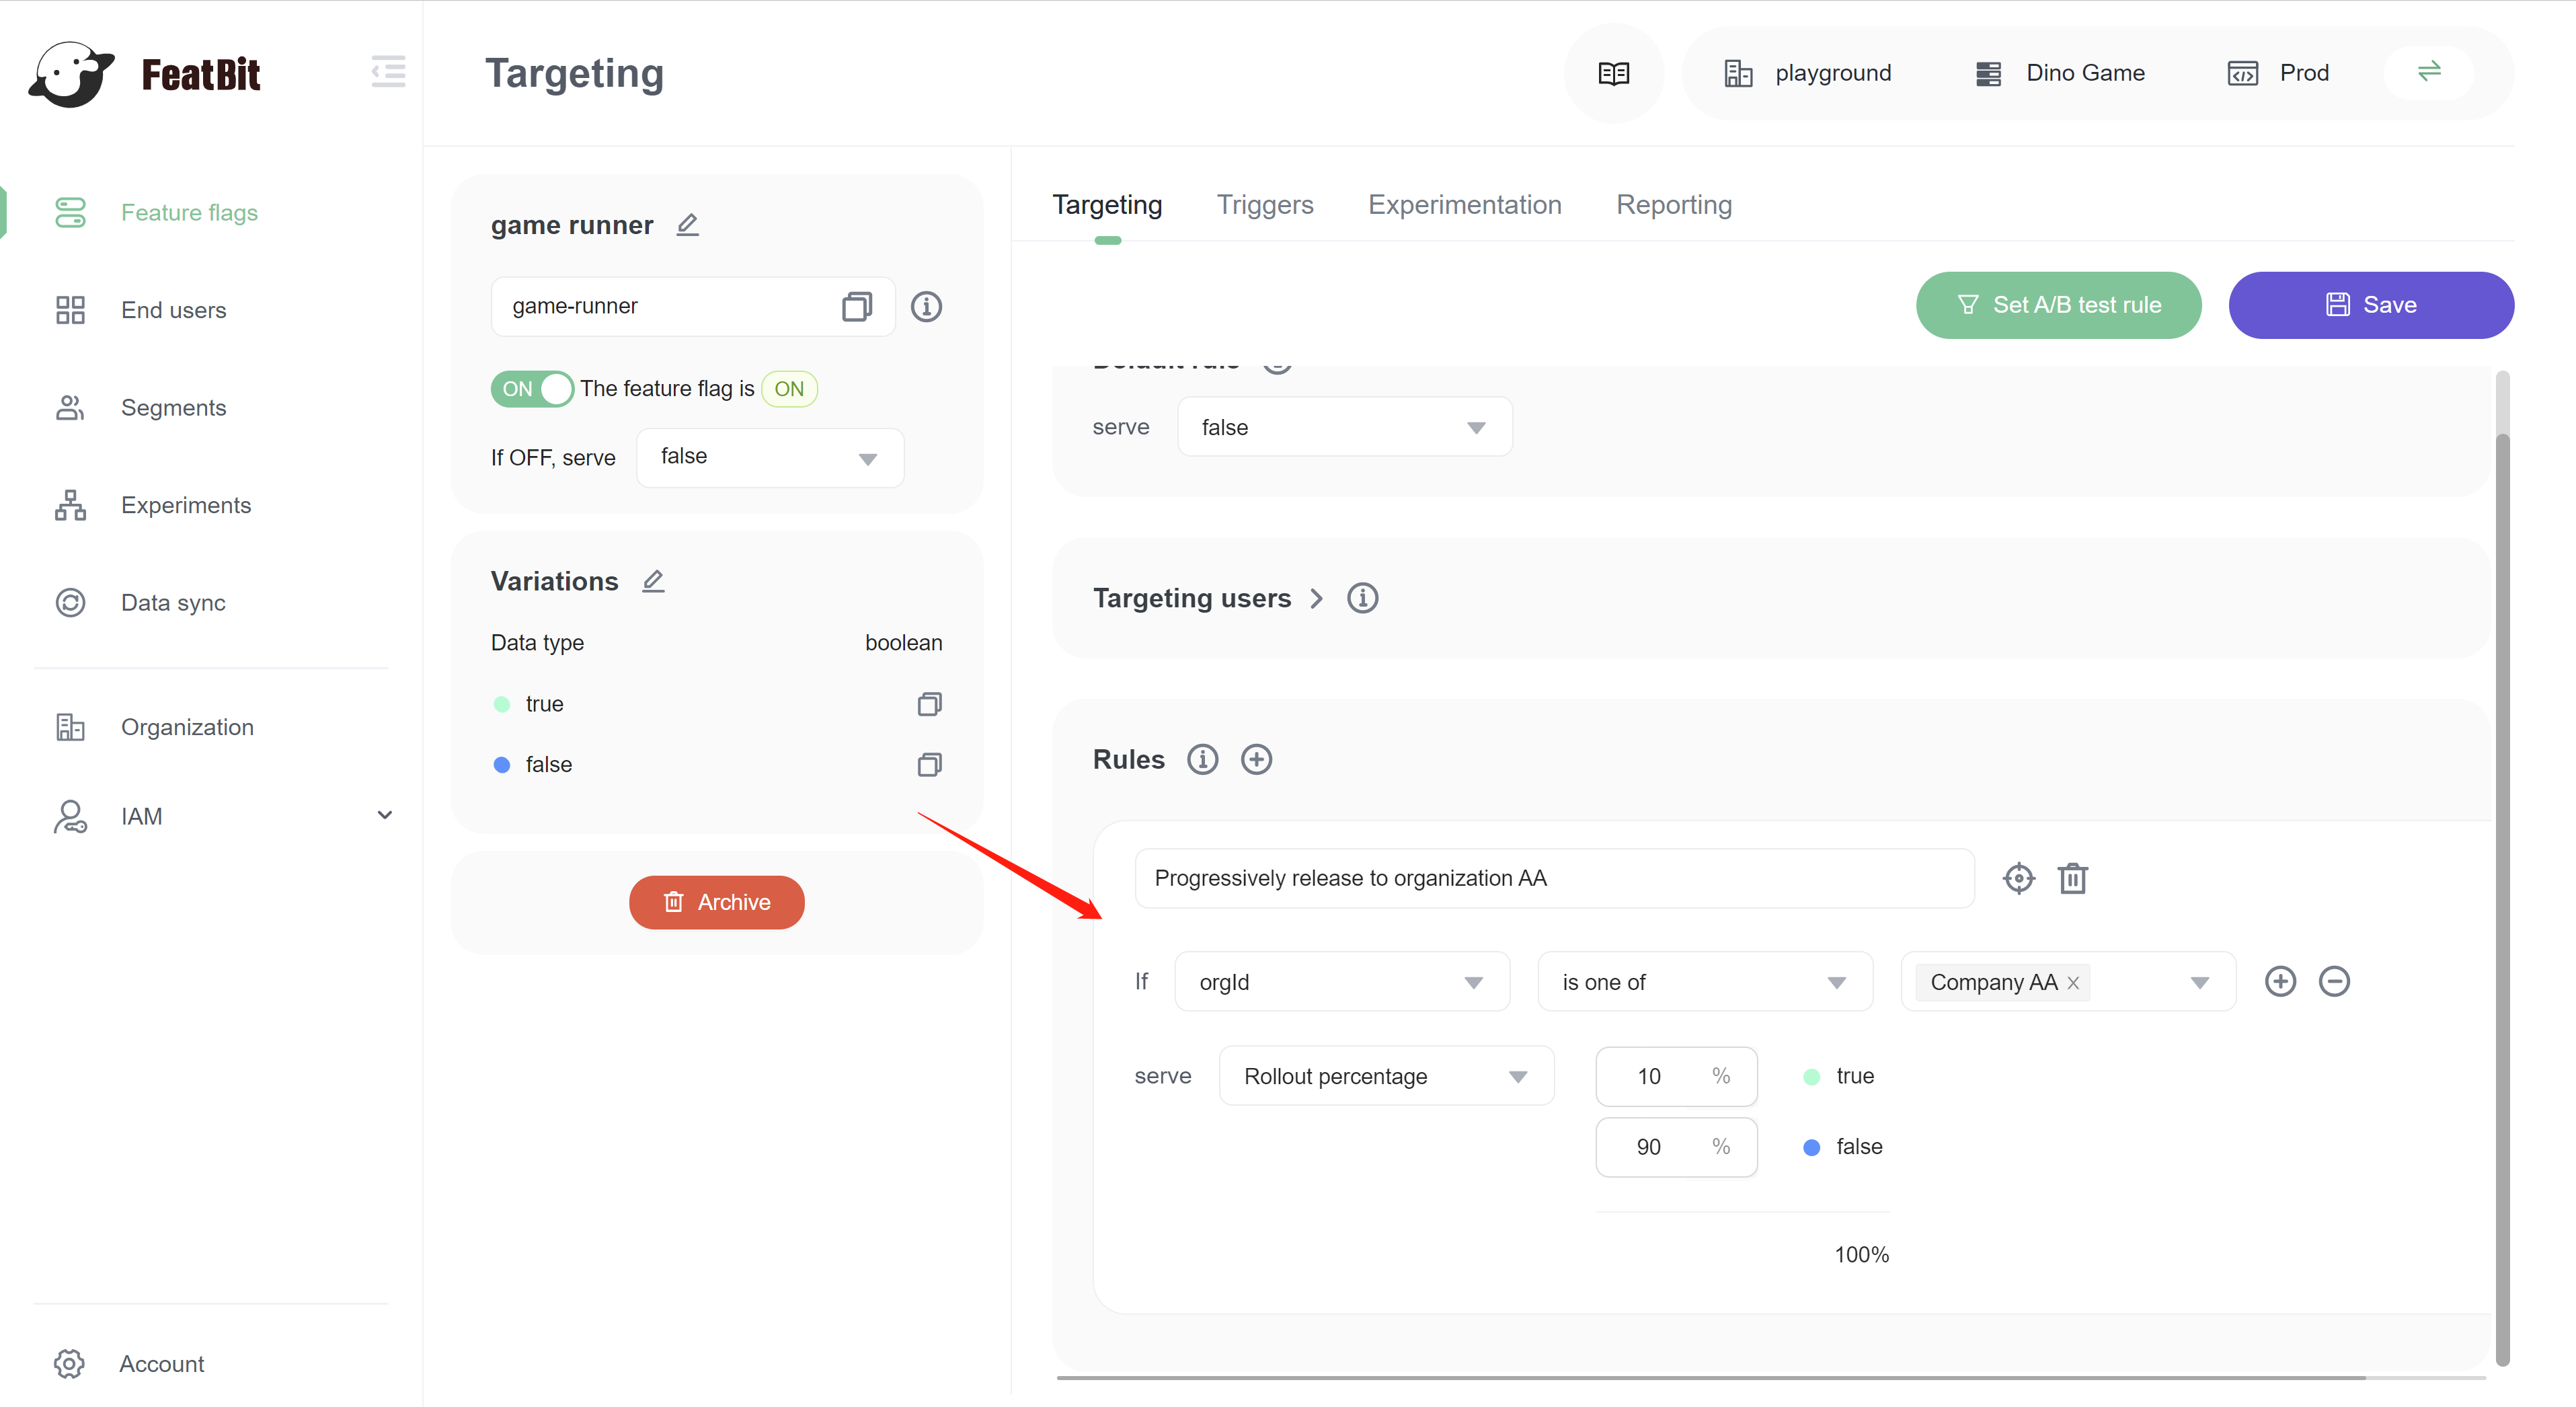 FeatBit
Targeting
playground
Dino Game
Prod
Feature flags
End users
Segments
Experiments
Data sync
Organization
IAM
Account
game runner
game-runner
ON The feature flag is ON
If OFF, serve false
Variations
Data type boolean
true
false
Archive
Targeting Triggers Experimentation Reporting
Set A/B test rule
Save
Default rule
serve false
Targeting users
Rules
Progressively release to organization AA
If orgId is one of Company AA
serve Rollout percentage 10 % true
90 % false
100%